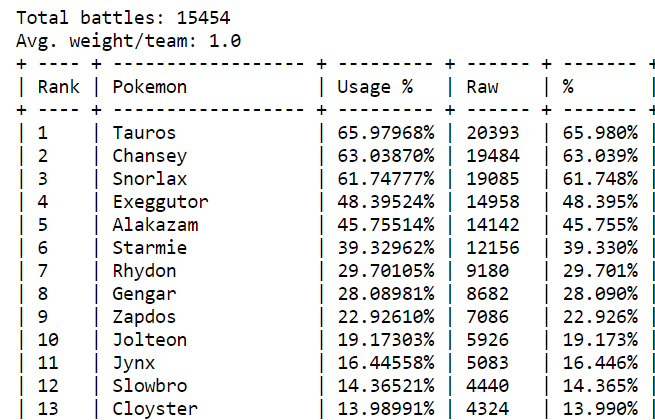 Total battles: 15454
Avg. weight/team: 1.0
+ ---- + ------------------ + --------- + ------ + ------- +
| Rank | Pokemon            | Usage %   | Raw    | %       |
+ ---- + ------------------ + --------- + ------ + ------- +
| 1    | Tauros             | 65.97968% | 20393  | 65.980% |
| 2    | Chansey            | 63.03870% | 19484  | 63.039% |
| 3    | Snorlax            | 61.74777% | 19085  | 61.748% |
| 4    | Exeggutor          | 48.39524% | 14958  | 48.395% |
| 5    | Alakazam           | 45.75514% | 14142  | 45.755% |
| 6    | Starmie            | 39.32962% | 12156  | 39.330% |
| 7    | Rhydon             | 29.70105% | 9180   | 29.701% |
| 8    | Gengar             | 28.08981% | 8682   | 28.090% |
| 9    | Zapdos             | 22.92610% | 7086   | 22.926% |
| 10   | Jolteon            | 19.17303% | 5926   | 19.173% |
| 11   | Jynx               | 16.44558% | 5083   | 16.446% |
| 12   | Slowbro            | 14.36521% | 4440   | 14.365% |
| 13   | Cloyster           | 13.98991% | 4324   | 13.990% |